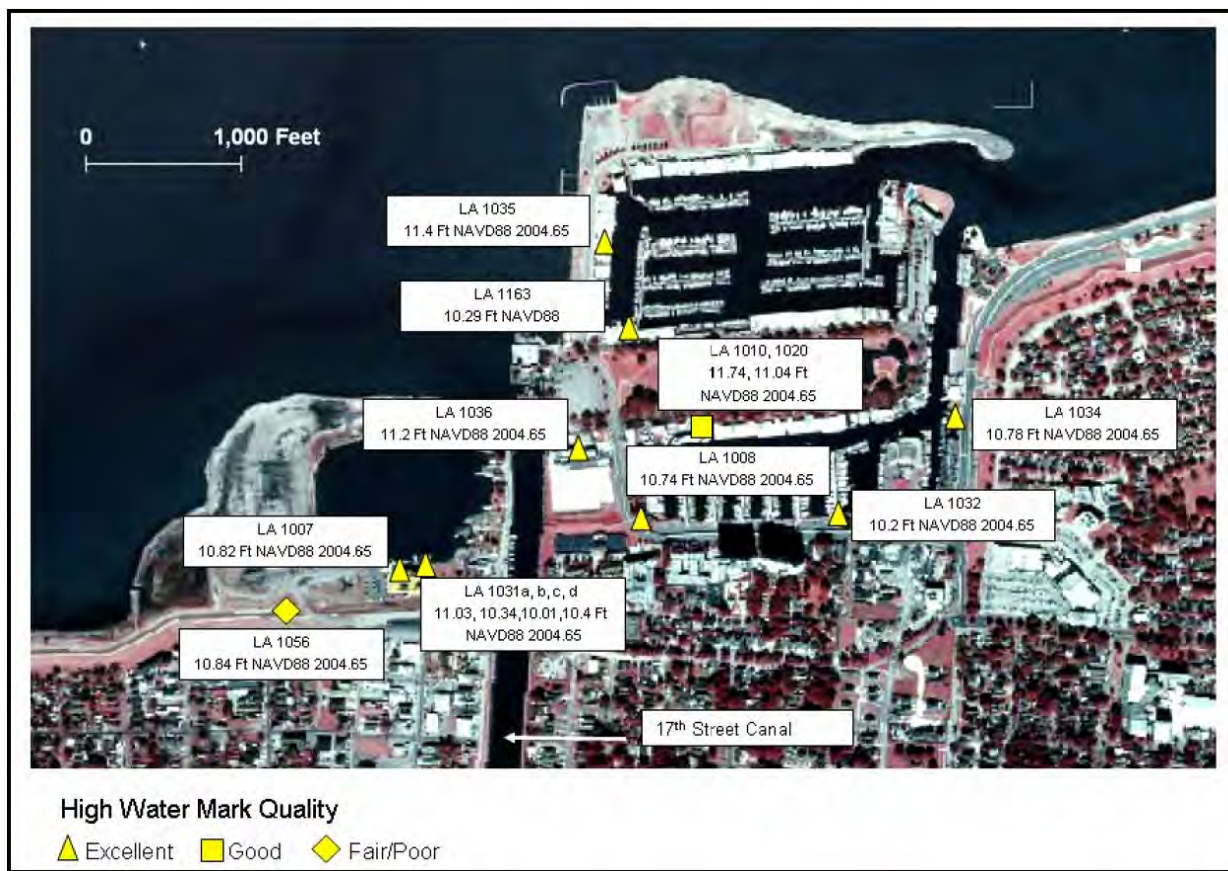 0 1,000 Feet
LA 1035
11.4 Ft NAVD88 2004.65
LA 1163
10.29 Ft NAVD88
LA 1010, 1020
11.74, 11.04 Ft
NAVD88 2004.65
LA 1036
11.2 Ft NAVD88 2004.65
LA 1034
10.78 Ft NAVD88 2004.65
LA 1008
10.74 Ft NAVD88 2004.65
LA 1032
10.2 Ft NAVD88 2004.65
LA 1007
10.82 Ft NAVD88 2004.65
LA 1031a, b, c, d
11.03, 10.34,10.01,10.4 Ft
NAVD88 2004.65
LA 1056
10.84 Ft NAVD88 2004.65
17th Street Canal
High Water Mark Quality
Excellent Good Fair/Poor